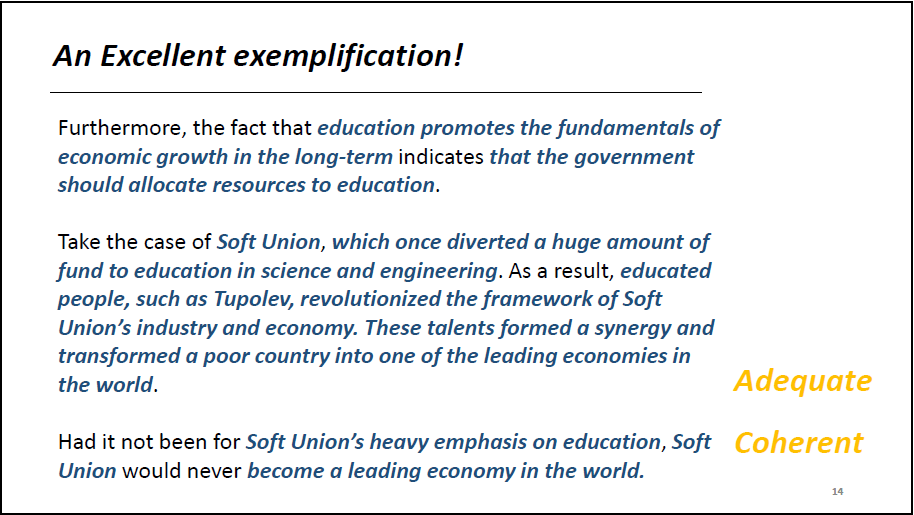 An Excellent exemplification!
Furthermore, the fact that education promotes the fundamentals of
economic growth in the long-term indicates that the government
should allocate resources to education.
Take the case of Soft Union, which once diverted a huge amount of
fund to education in science and engineering. As a result, educated
people, such as Tupolev, revolutionized the framework of Soft
Union’s industry and economy. These talents formed a synergy and
transformed a poor country into one of the leading economies in
the world.
Had it not been for Soft Union’s heavy emphasis on education, Soft
Union would never become a leading economy in the world.
Adequate
Coherent
14